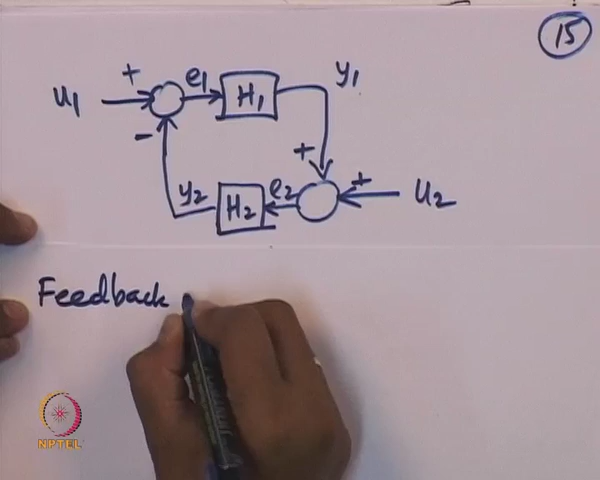 15
u1 + e1 H1 y1
- +
y2 H2 e2 + u2
Feedback
NPTEL